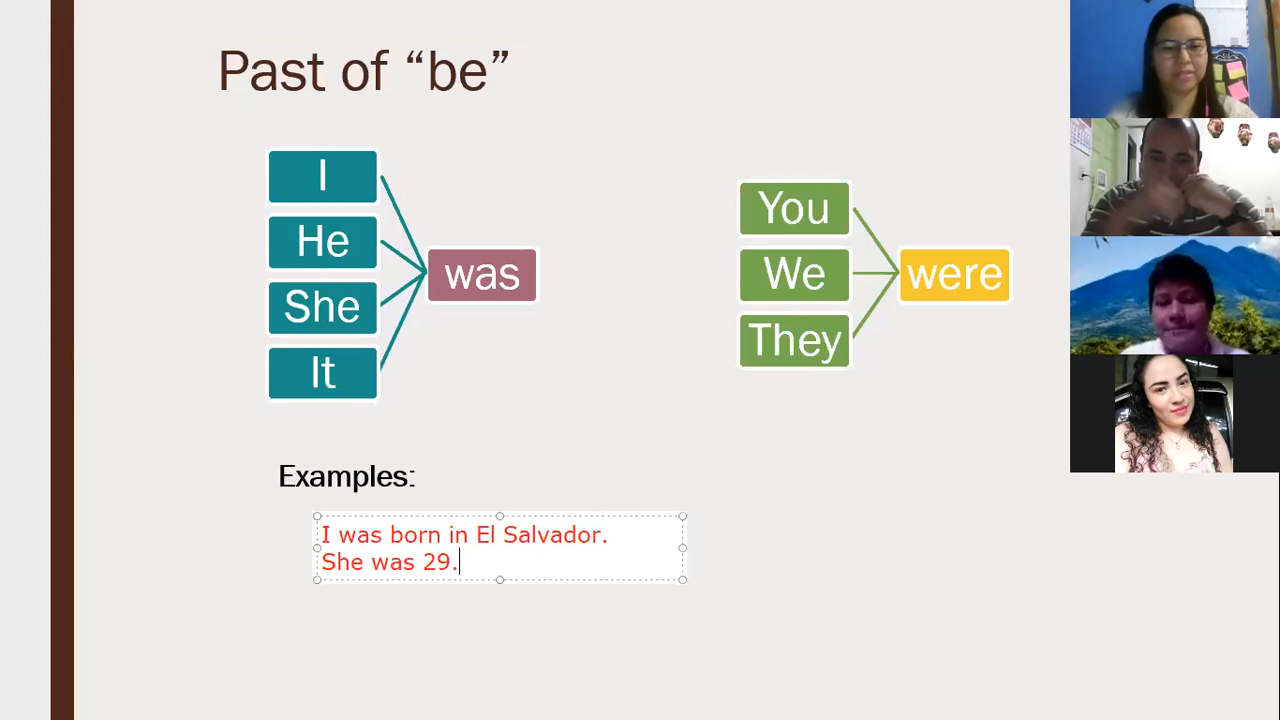 Past of “be”
I
He
She
It
was
You
We
They
were
Examples:
I was born in El Salvador.
She was 29.